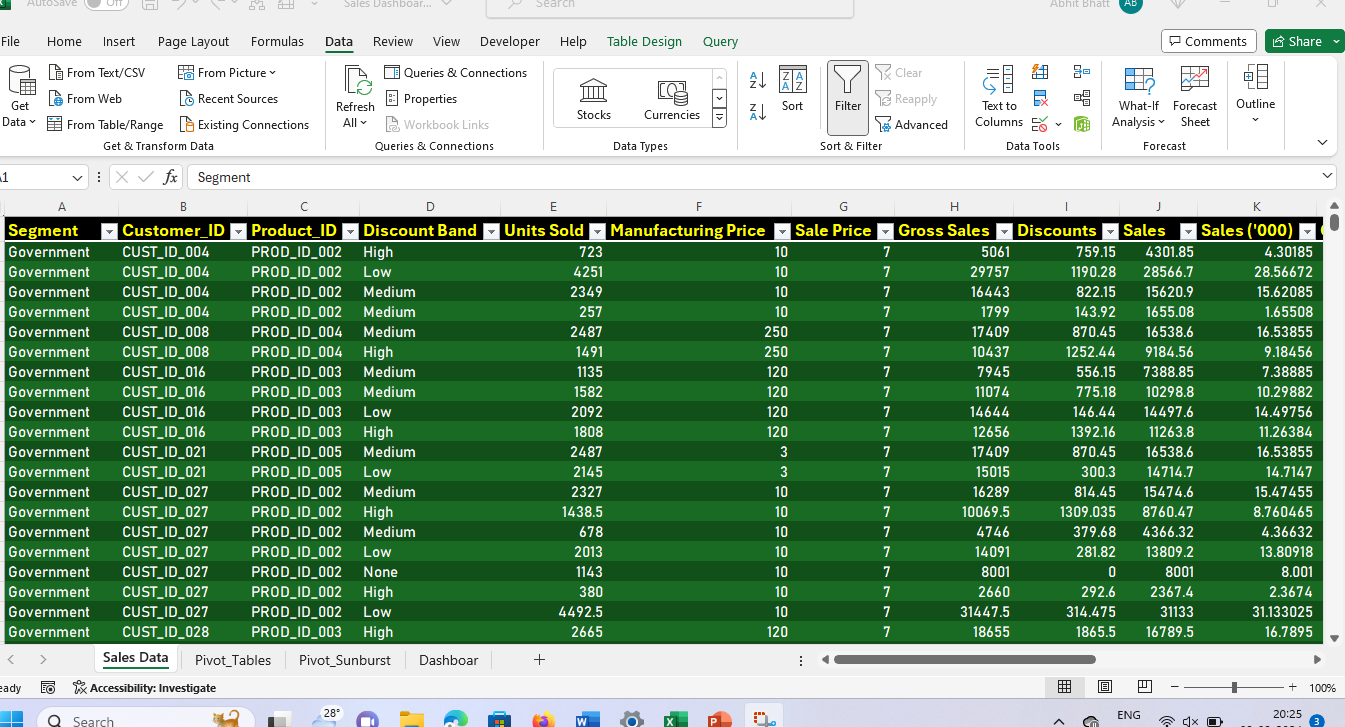 AutoSave Off Sales Dashboar... Search Abhit Bhatt AB
File Home Insert Page Layout Formulas Data Review View Developer Help Table Design Query Comments Share
Get Data
From Text/CSV
From Web
From Table/Range
From Picture
Recent Sources
Existing Connections
Get & Transform Data
Refresh All
Queries & Connections
Properties
Workbook Links
Queries & Connections
Stocks Currencies
Data Types
Sort
Filter
Clear
Reapply
Advanced
Sort & Filter
Text to Columns
Data Tools
What-If Analysis
Forecast Sheet
Forecast
Outline
fx Segment
A B C D E F G H I J K
Segment Customer_ID Product_ID Discount Band Units Sold Manufacturing Price Sale Price Gross Sales Discounts Sales Sales ('000)
Government CUST_ID_004 PROD_ID_002 High 723 10 7 5061 759.15 4301.85 4.30185
Government CUST_ID_004 PROD_ID_002 Low 4251 10 7 29757 1190.28 28566.7 28.56672
Government CUST_ID_004 PROD_ID_002 Medium 2349 10 7 16443 822.15 15620.9 15.62085
Government CUST_ID_004 PROD_ID_002 Medium 257 10 7 1799 143.92 1655.08 1.65508
Government CUST_ID_008 PROD_ID_004 Medium 2487 250 7 17409 870.45 16538.6 16.53855
Government CUST_ID_008 PROD_ID_004 High 1491 250 7 10437 1252.44 9184.56 9.18456
Government CUST_ID_016 PROD_ID_003 Medium 1135 120 7 7945 556.15 7388.85 7.38885
Government CUST_ID_016 PROD_ID_003 Medium 1582 120 7 11074 775.18 10298.8 10.29882
Government CUST_ID_016 PROD_ID_003 Low 2092 120 7 14644 146.44 14497.6 14.49756
Government CUST_ID_016 PROD_ID_003 High 1808 120 7 12656 1392.16 11263.8 11.26384
Government CUST_ID_021 PROD_ID_005 Medium 2487 3 7 17409 870.45 16538.6 16.53855
Government CUST_ID_021 PROD_ID_005 Low 2145 3 7 15015 300.3 14714.7 14.7147
Government CUST_ID_027 PROD_ID_002 Medium 2327 10 7 16289 814.45 15474.6 15.47455
Government CUST_ID_027 PROD_ID_002 High 1438.5 10 7 10069.5 1309.035 8760.47 8.760465
Government CUST_ID_027 PROD_ID_002 Medium 678 10 7 4746 379.68 4366.32 4.36632
Government CUST_ID_027 PROD_ID_002 Low 2013 10 7 14091 281.82 13809.2 13.80918
Government CUST_ID_027 PROD_ID_002 None 1143 10 7 8001 0 8001 8.001
Government CUST_ID_027 PROD_ID_002 High 380 10 7 2660 292.6 2367.4 2.3674
Government CUST_ID_027 PROD_ID_002 Low 4492.5 10 7 31447.5 314.475 31133 31.133025
Government CUST_ID_028 PROD_ID_003 High 2665 120 7 18655 1865.5 16789.5 16.7895
Sales Data Pivot_Tables Pivot_Sunburst Dashboar
eady Accessibility: Investigate 100%
Search 28° ENG 20:25 3